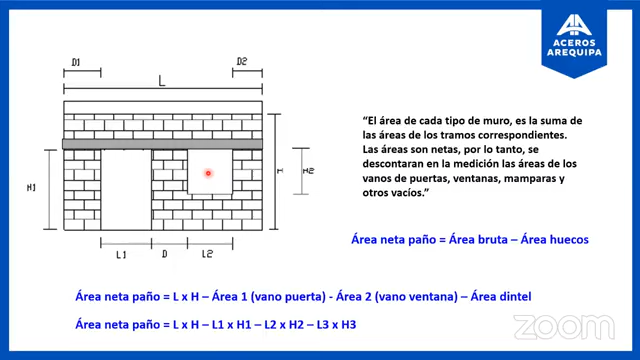 ACEROS
AREQUIPA
D1
D2
L
H1
H
H2
L1
D
L2
“El área de cada tipo de muro, es la suma de
las áreas de los tramos correspondientes.
Las áreas son netas, por lo tanto, se
descontaran en la medición las áreas de los
vanos de puertas, ventanas, mamparas y
otros vacíos.”
Área neta paño = Área bruta – Área huecos
Área neta paño = L x H – Área 1 (vano puerta) - Área 2 (vano ventana) – Área dintel
Área neta paño = L x H – L1 x H1 – L2 x H2 – L3 x H3
zoom